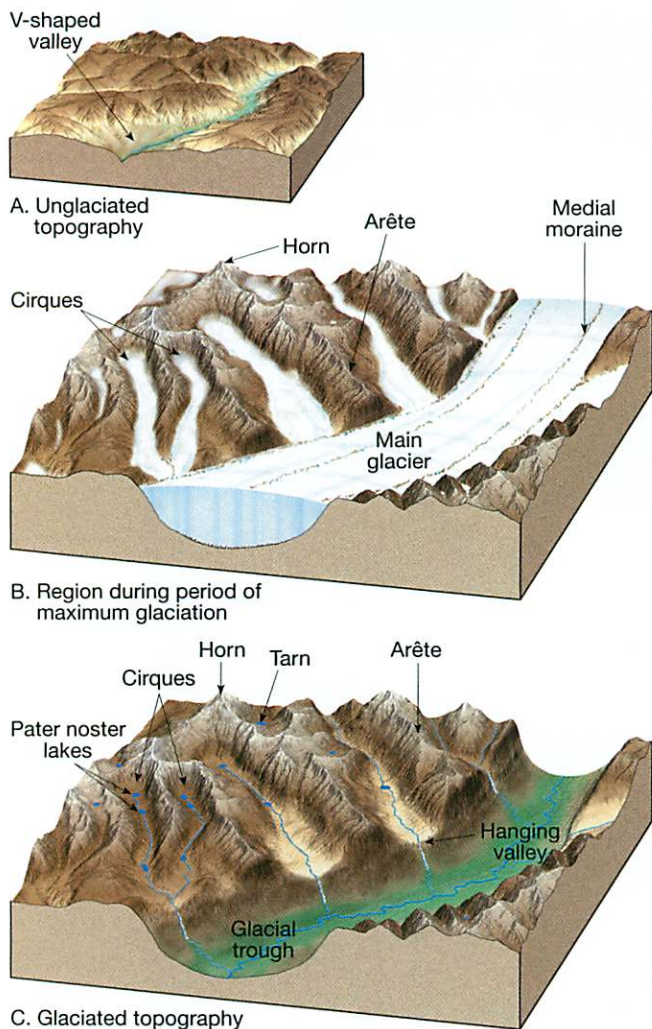 V-shaped
valley
A. Unglaciated
topography
Horn
Arête
Medial
moraine
Cirques
Main
glacier
B. Region during period of
maximum glaciation
Horn
Tarn
Arête
Cirques
Pater noster
lakes
Hanging
valley
Glacial
trough
C. Glaciated topography